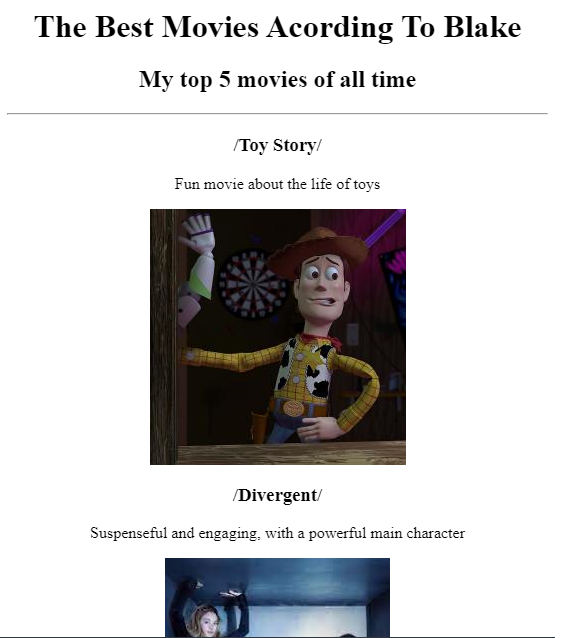 The Best Movies Acording To Blake
My top 5 movies of all time
/Toy Story/
Fun movie about the life of toys
/Divergent/
Suspenseful and engaging, with a powerful main character